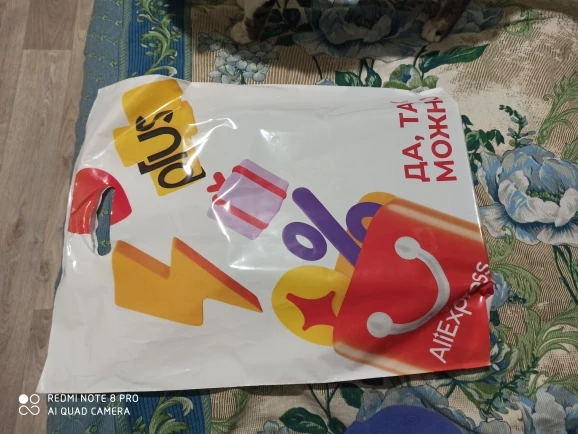 plus
ДА, ТА
МОЖН
AliExpress
REDMI NOTE 8 PRO
AI QUAD CAMERA